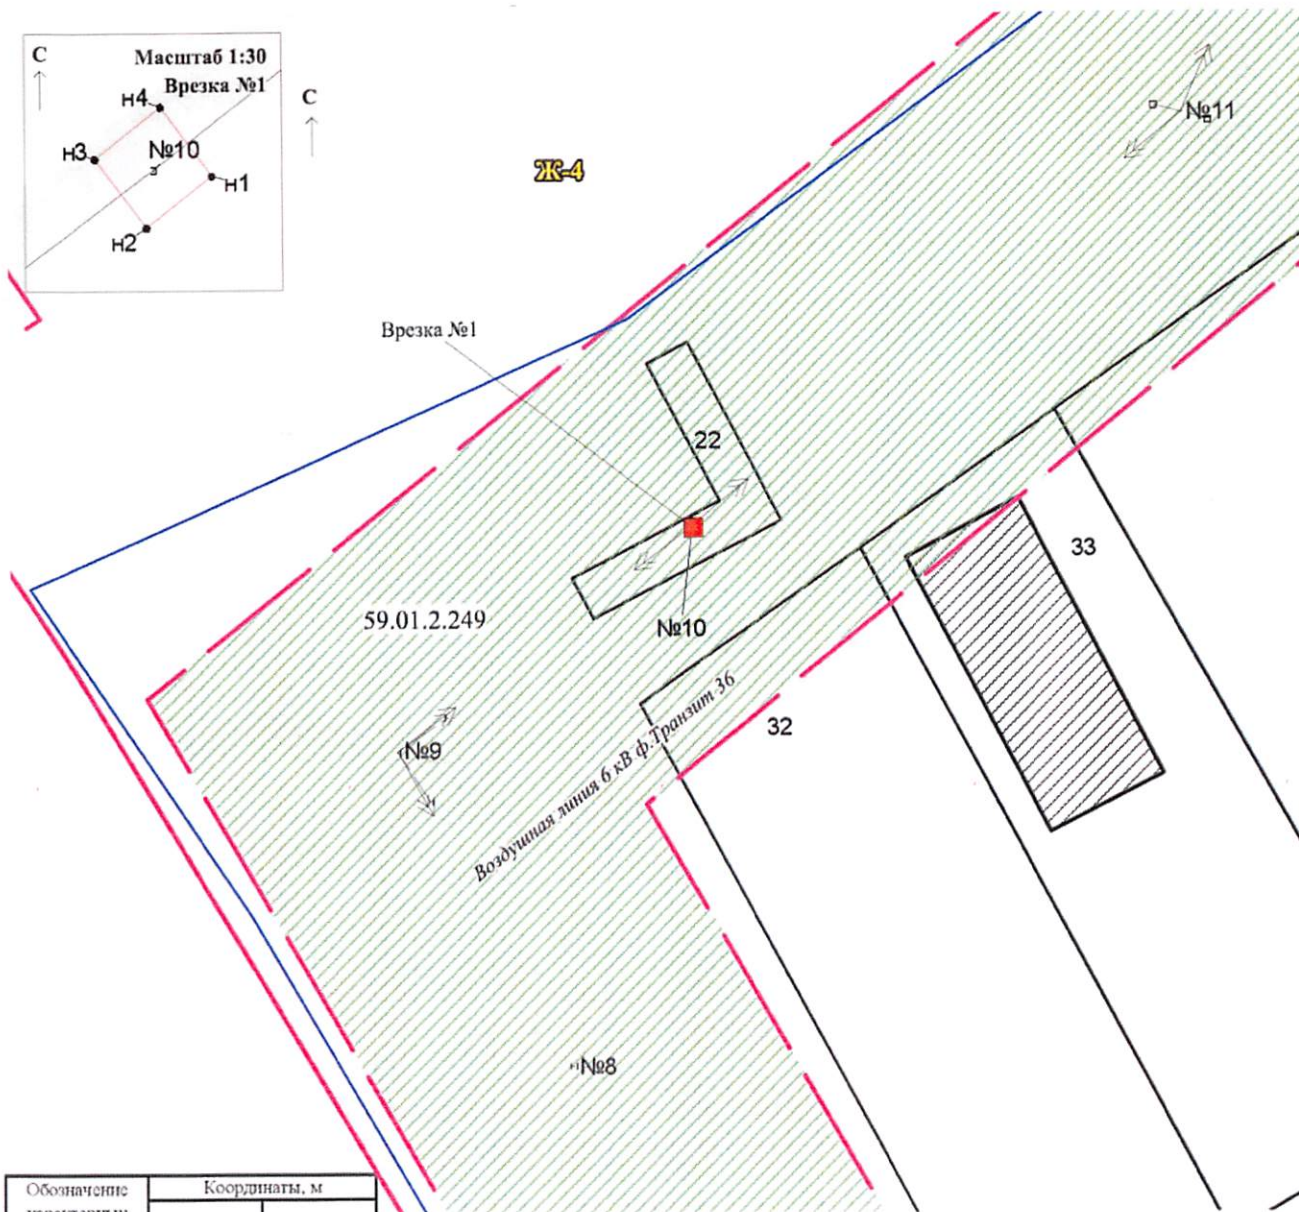 С
Масштаб 1:30
Врезка №1
н4
н3
№10
н1
н2
С
Ж-4
№11
Врезка №1
22
33
59.01.2.249
№10
Воздушная линия 6 кВ ф.Транзит 36
32
№9
№8
Обозначение
Координаты, м
характерных